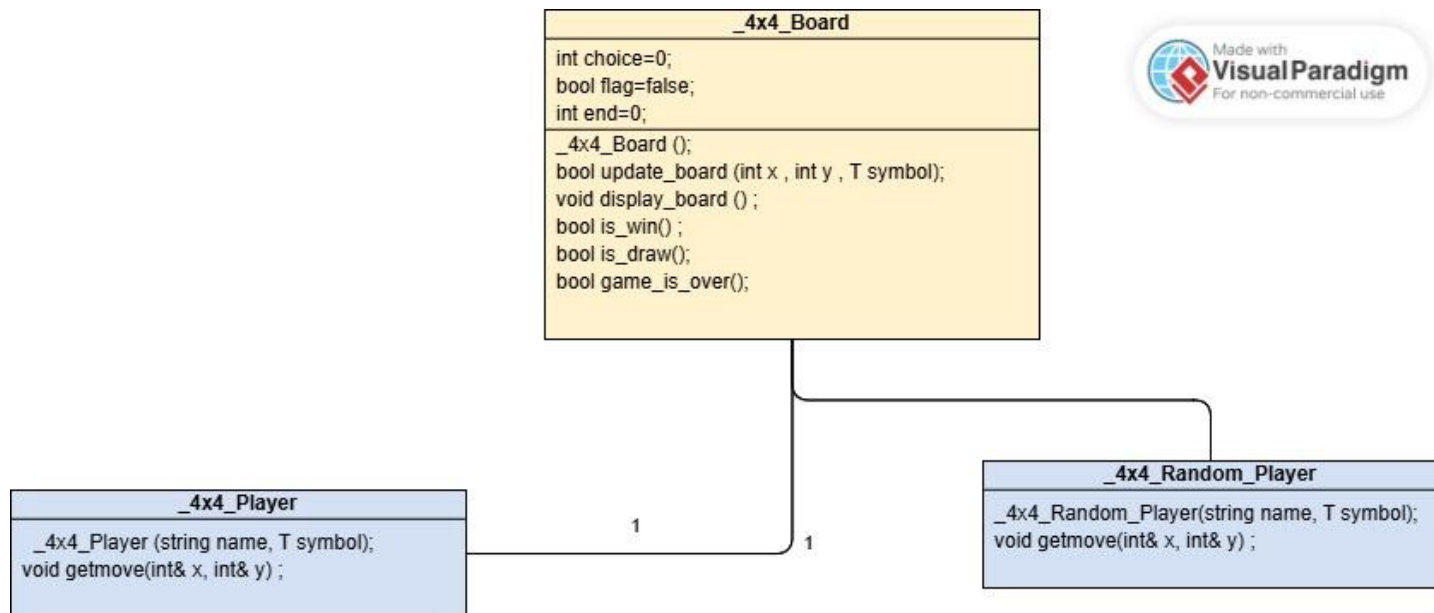 _4x4_Board
int choice=0;
bool flag=false;
int end=0;
_4x4_Board ();
bool update_board (int x , int y , T symbol);
void display_board () ;
bool is_win() ;
bool is_draw();
bool game_is_over();
Made with
Visual Paradigm
For non-commercial use
_4x4_Player
_4x4_Player (string name, T symbol);
void getmove(int& x, int& y) ;
1
1
_4x4_Random_Player
_4x4_Random_Player(string name, T symbol);
void getmove(int& x, int& y) ;